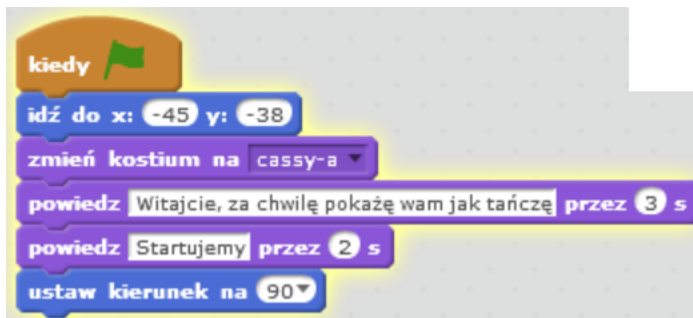 kiedy
idź do x: -45 y: -38
zmień kostium na cassy-a
powiedz Witajcie, za chwilę pokażę wam jak tańczę przez 3 s
powiedz Startujemy przez 2 s
ustaw kierunek na 90